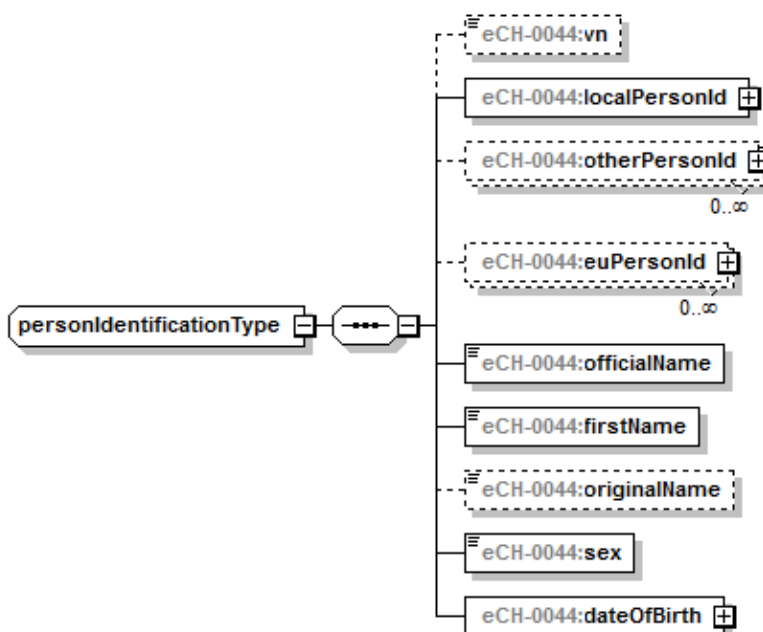 eCH-0044:vn
eCH-0044:localPersonId
eCH-0044:otherPersonId
0..∞
eCH-0044:euPersonId
0..∞
personIdentificationType
eCH-0044:officialName
eCH-0044:firstName
eCH-0044:originalName
eCH-0044:sex
eCH-0044:dateOfBirth